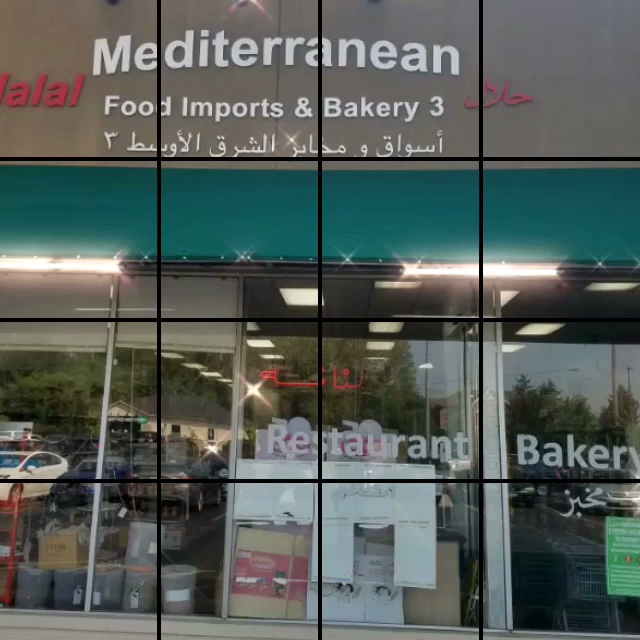 Mediterranean
Halal
Food Imports & Bakery 3
حلال
أسواق و مخابز الشرق الأوسط ٣
Restaurant
Bakery
مخبز